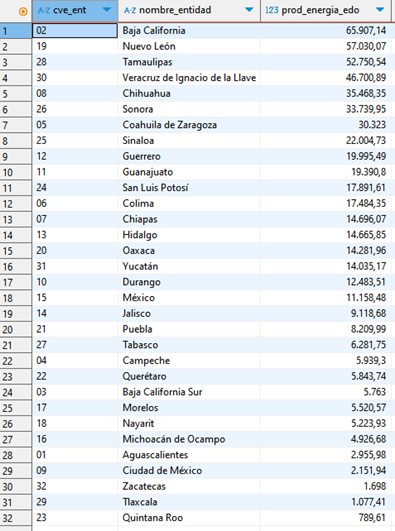 A-Z cve_ent A-Z nombre_entidad 123 prod_energia_edo
1 02 Baja California 65.907,14
2 19 Nuevo León 57.030,07
3 28 Tamaulipas 52.750,54
4 30 Veracruz de Ignacio de la Llave 46.700,89
5 08 Chihuahua 35.468,35
6 26 Sonora 33.739,95
7 05 Coahuila de Zaragoza 30.323
8 25 Sinaloa 22.004,73
9 12 Guerrero 19.995,49
10 11 Guanajuato 19.390,8
11 24 San Luis Potosí 17.891,61
12 06 Colima 17.484,35
13 07 Chiapas 14.696,07
14 13 Hidalgo 14.665,85
15 20 Oaxaca 14.281,96
16 31 Yucatán 14.035,17
17 10 Durango 12.483,51
18 15 México 11.158,48
19 14 Jalisco 9.118,68
20 21 Puebla 8.209,99
21 27 Tabasco 6.281,75
22 04 Campeche 5.939,3
23 22 Querétaro 5.843,74
24 03 Baja California Sur 5.763
25 17 Morelos 5.520,57
26 18 Nayarit 5.223,93
27 16 Michoacán de Ocampo 4.926,68
28 01 Aguascalientes 2.955,98
29 09 Ciudad de México 2.151,94
30 32 Zacatecas 1.698
31 29 Tlaxcala 1.077,41
32 23 Quintana Roo 789,61